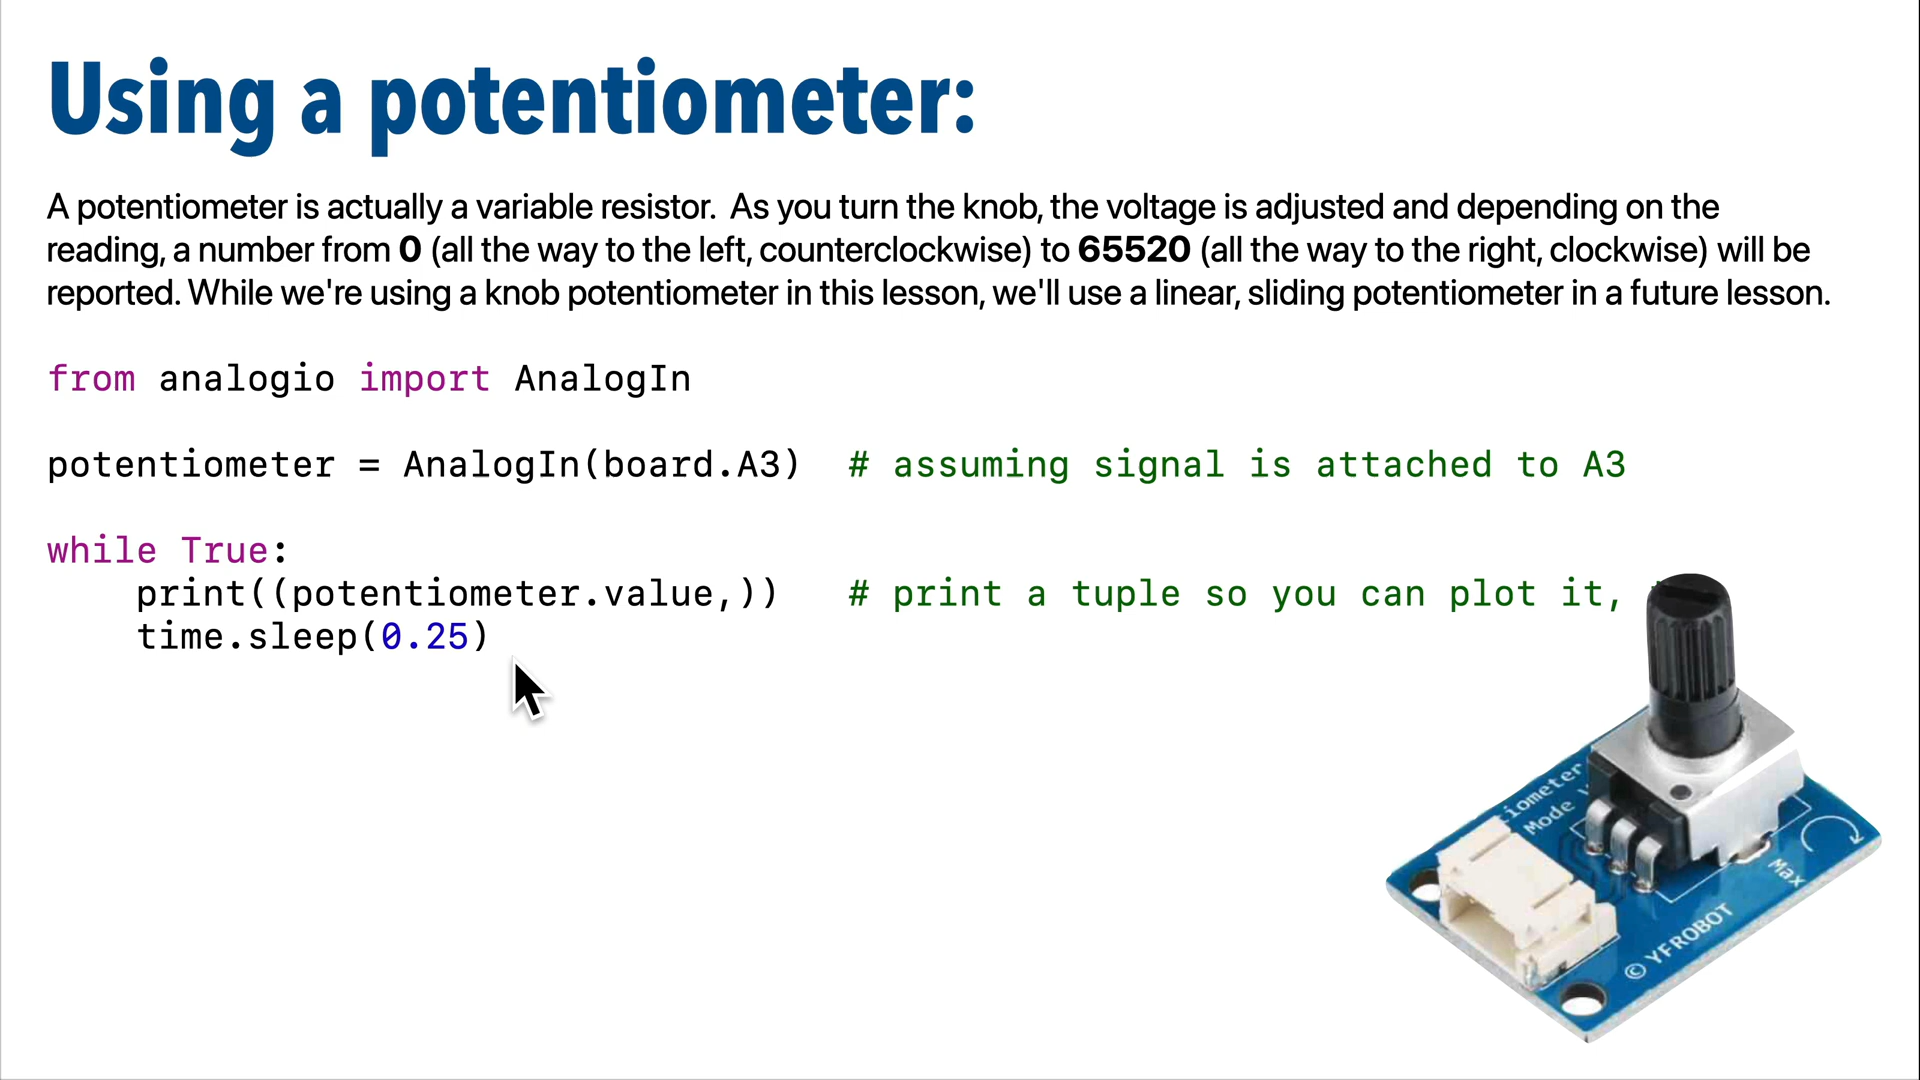 Using a potentiometer:
A potentiometer is actually a variable resistor.  As you turn the knob, the voltage is adjusted and depending on the
reading, a number from 0 (all the way to the left, counterclockwise) to 65520 (all the way to the right, clockwise) will be
reported. While we're using a knob potentiometer in this lesson, we'll use a linear, sliding potentiometer in a future lesson.
from analogio import AnalogIn
potentiometer = AnalogIn(board.A3)  # assuming signal is attached to A3
while True:
    print((potentiometer.value,))   # print a tuple so you can plot it,
    time.sleep(0.25)
tiometer
Mode
Max
© YFROBOT